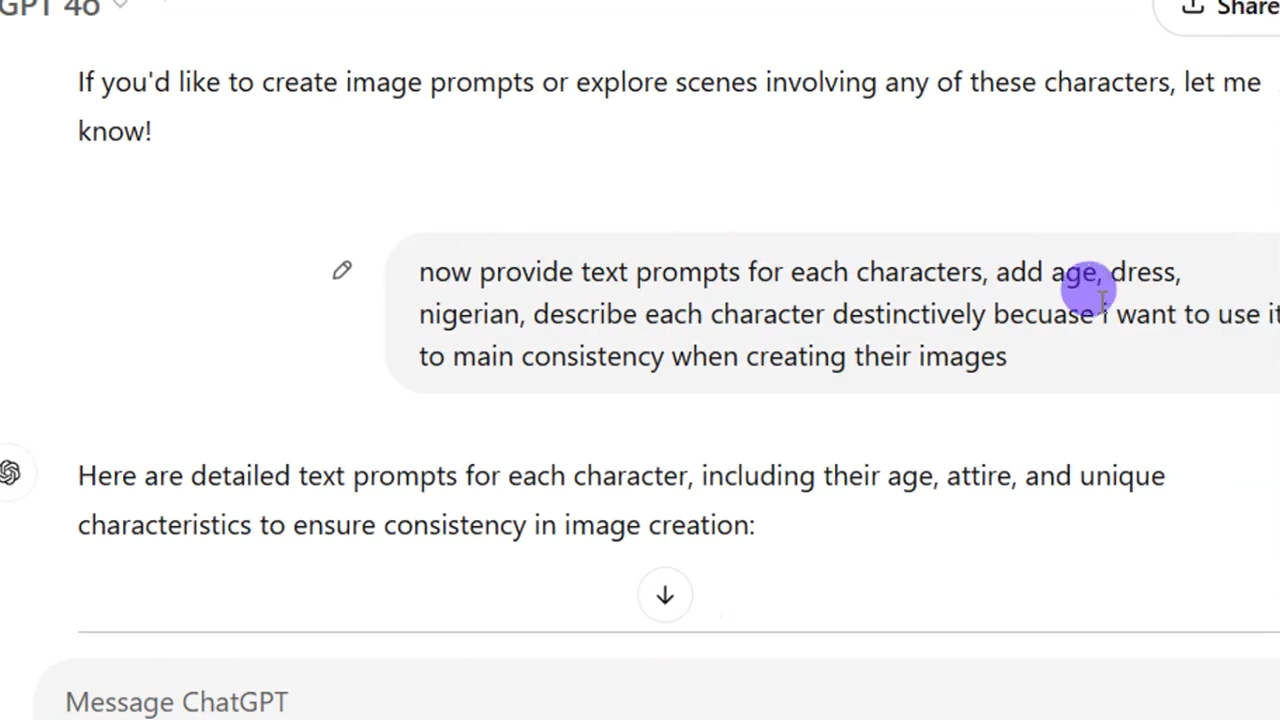 GPT 4o
Share
If you'd like to create image prompts or explore scenes involving any of these characters, let me
know!
now provide text prompts for each characters, add age, dress,
nigerian, describe each character destinctively becuase i want to use it
to main consistency when creating their images
Here are detailed text prompts for each character, including their age, attire, and unique
characteristics to ensure consistency in image creation:
Message ChatGPT